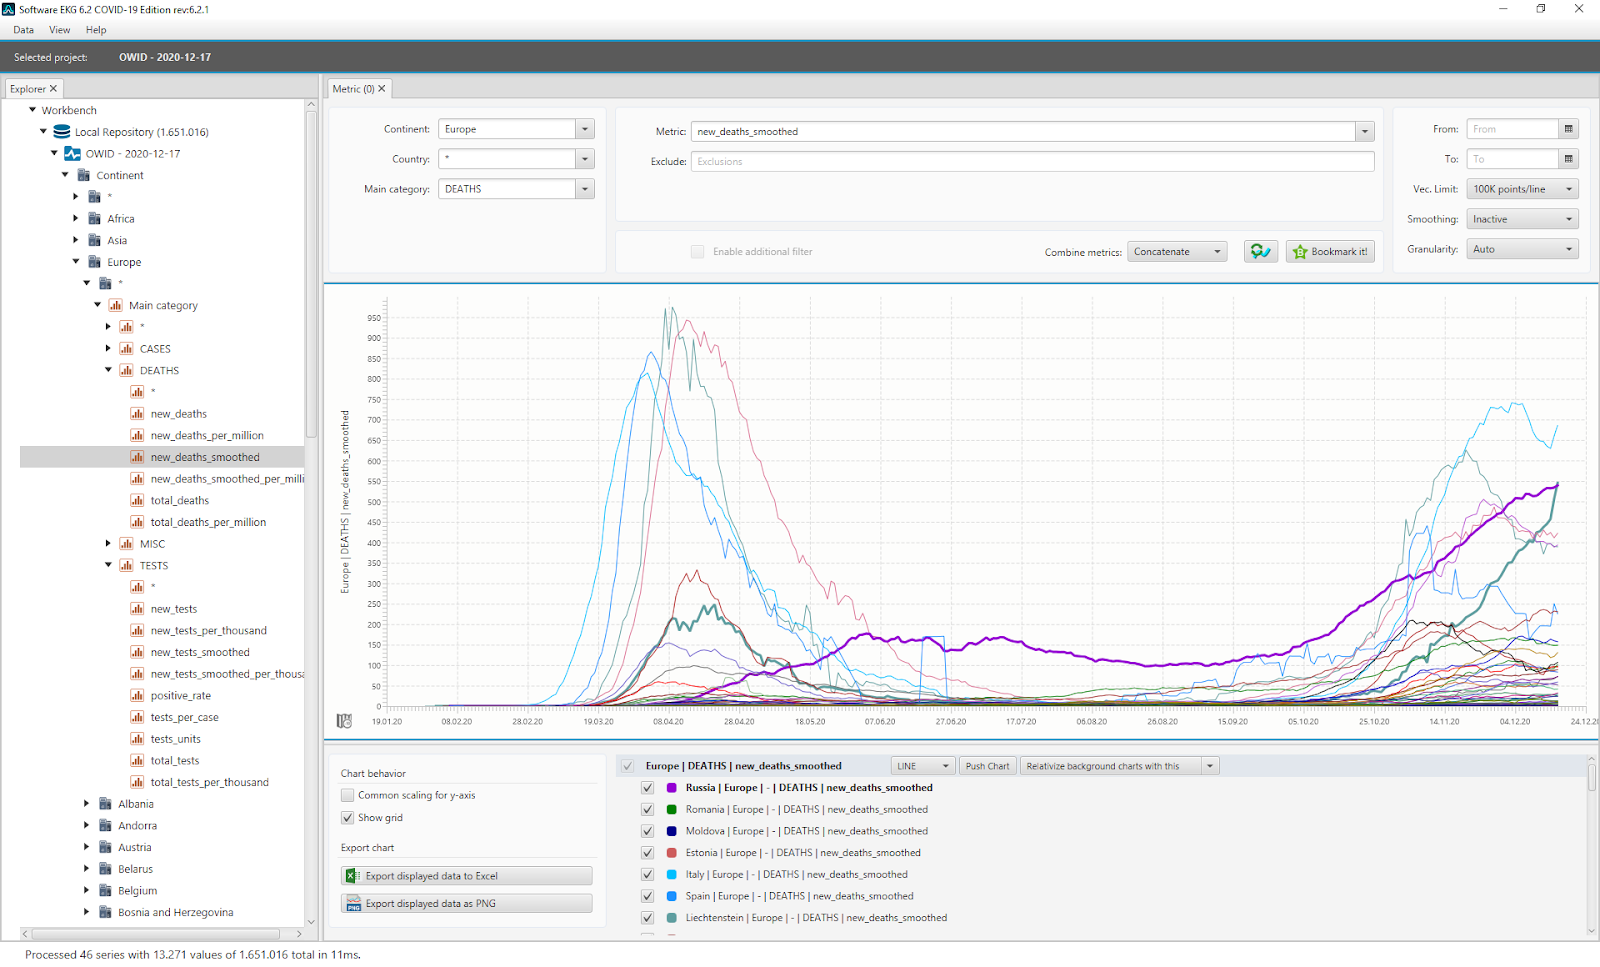 Software EKG 6.2 COVID-19 Edition rev:6.2.1
Data View Help
Selected project: OWID - 2020-12-17
Explorer
Workbench
Local Repository (1.651.016)
OWID - 2020-12-17
Continent
*
Africa
Asia
Europe
*
Main category
*
CASES
DEATHS
*
new_deaths
new_deaths_per_million
new_deaths_smoothed
new_deaths_smoothed_per_milli
total_deaths
total_deaths_per_million
MISC
TESTS
*
new_tests
new_tests_per_thousand
new_tests_smoothed
new_tests_smoothed_per_thousa
positive_rate
tests_per_case
tests_units
total_tests
total_tests_per_thousand
Albania
Andorra
Austria
Belarus
Belgium
Bosnia and Herzegovina
Metric (0)
Continent: Europe
Country: *
Main category: DEATHS
Metric: new_deaths_smoothed
Exclude: Exclusions
Enable additional filter
Combine metrics: Concatenate
Bookmark it!
From: From
To: To
Vec. Limit: 100K points/line
Smoothing: Inactive
Granularity: Auto
Europe | DEATHS | new_deaths_smoothed
950
900
850
800
750
700
650
600
550
500
450
400
350
300
250
200
150
100
50
0
19.01.20 08.02.20 28.02.20 19.03.20 08.04.20 28.04.20 18.05.20 07.06.20 27.06.20 17.07.20 06.08.20 26.08.20 15.09.20 05.10.20 25.10.20 14.11.20 04.12.20 24.12.20
Chart behavior
Common scaling for y-axis
Show grid
Export chart
Export displayed data to Excel
Export displayed data as PNG
Europe | DEATHS | new_deaths_smoothed LINE Push Chart Relativize background charts with this
Russia | Europe | - | DEATHS | new_deaths_smoothed
Romania | Europe | - | DEATHS | new_deaths_smoothed
Moldova | Europe | - | DEATHS | new_deaths_smoothed
Estonia | Europe | - | DEATHS | new_deaths_smoothed
Italy | Europe | - | DEATHS | new_deaths_smoothed
Spain | Europe | - | DEATHS | new_deaths_smoothed
Liechtenstein | Europe | - | DEATHS | new_deaths_smoothed
Processed 46 series with 13.271 values of 1.651.016 total in 11ms.